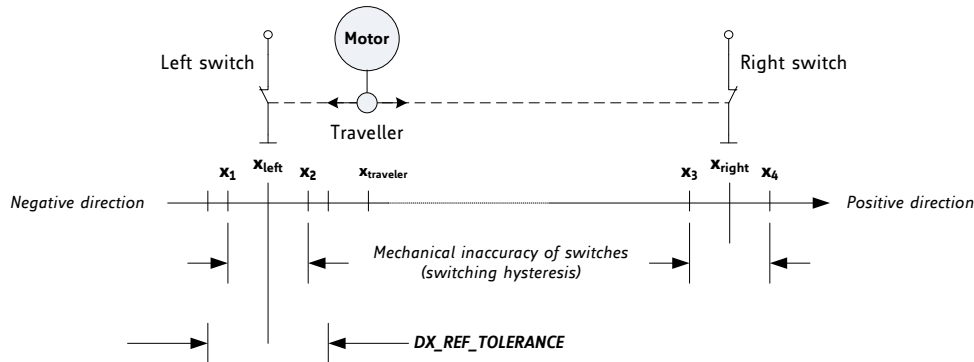 Motor
Left switch
Right switch
Traveller
x1
xleft
x2
xtraveler
x3
xright
x4
Negative direction
Positive direction
Mechanical inaccuracy of switches
(switching hysteresis)
DX_REF_TOLERANCE